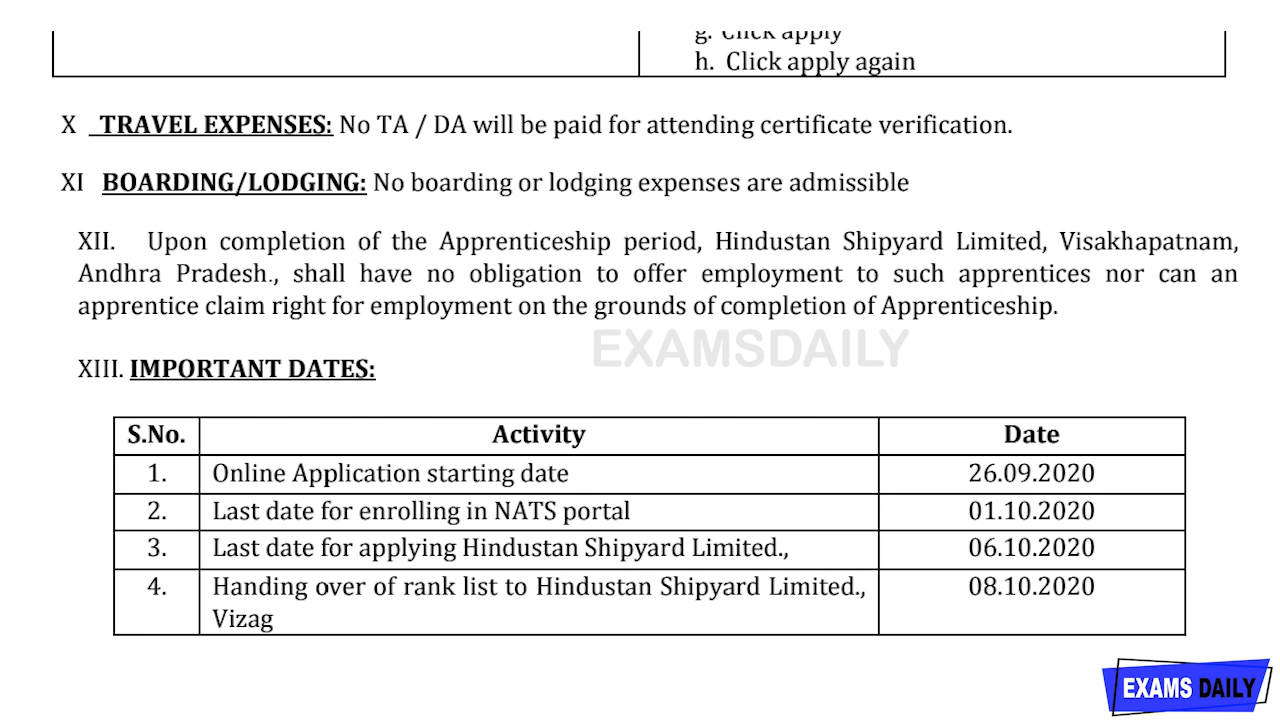 g. Click apply
h. Click apply again
X TRAVEL EXPENSES: No TA / DA will be paid for attending certificate verification.
XI BOARDING/LODGING: No boarding or lodging expenses are admissible
XII. Upon completion of the Apprenticeship period, Hindustan Shipyard Limited, Visakhapatnam,
Andhra Pradesh., shall have no obligation to offer employment to such apprentices nor can an
apprentice claim right for employment on the grounds of completion of Apprenticeship.
EXAMSDAILY
XIII. IMPORTANT DATES:
S.No. Activity Date
1. Online Application starting date 26.09.2020
2. Last date for enrolling in NATS portal 01.10.2020
3. Last date for applying Hindustan Shipyard Limited., 06.10.2020
4. Handing over of rank list to Hindustan Shipyard Limited., 08.10.2020
Vizag
EXAMS DAILY